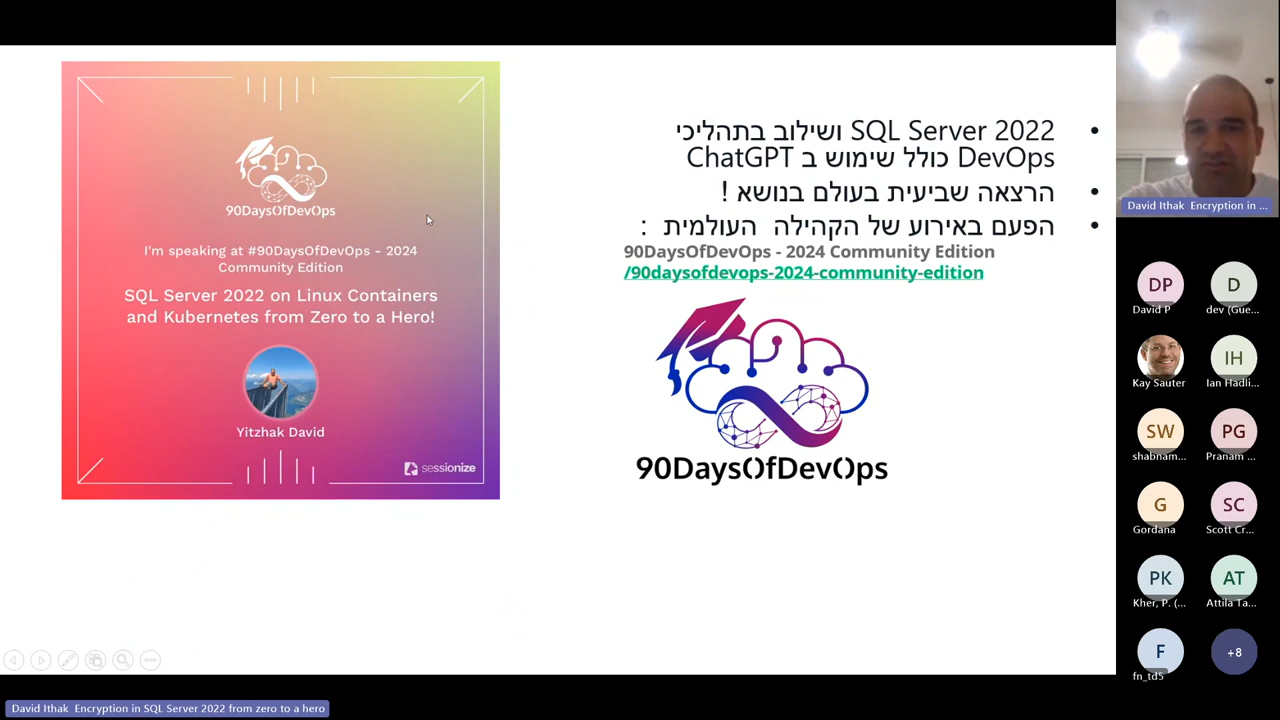 90DaysOfDevOps
I'm speaking at #90DaysOfDevOps - 2024
Community Edition
SQL Server 2022 on Linux Containers
and Kubernetes from Zero to a Hero!
Yitzhak David
sessionize
• SQL Server 2022 ושילוב בתהליכי
DevOps כולל שימוש ב ChatGPT
• הרצאה שביעית בעולם בנושא !
• הפעם באירוע של הקהילה העולמית :
90DaysOfDevOps - 2024 Community Edition
/90daysofdevops-2024-community-edition
90DaysOfDevOps
David Ithak Encryption in ...
DP
David P
D
dev (Gue...
Kay Sauter
IH
Ian Hadli...
SW
shabnam...
PG
Pranam ...
G
Gordana
SC
Scott Cr...
PK
Kher, P. (...
AT
Attila Ta...
F
fn_td5
+8
David Ithak Encryption in SQL Server 2022 from zero to a hero